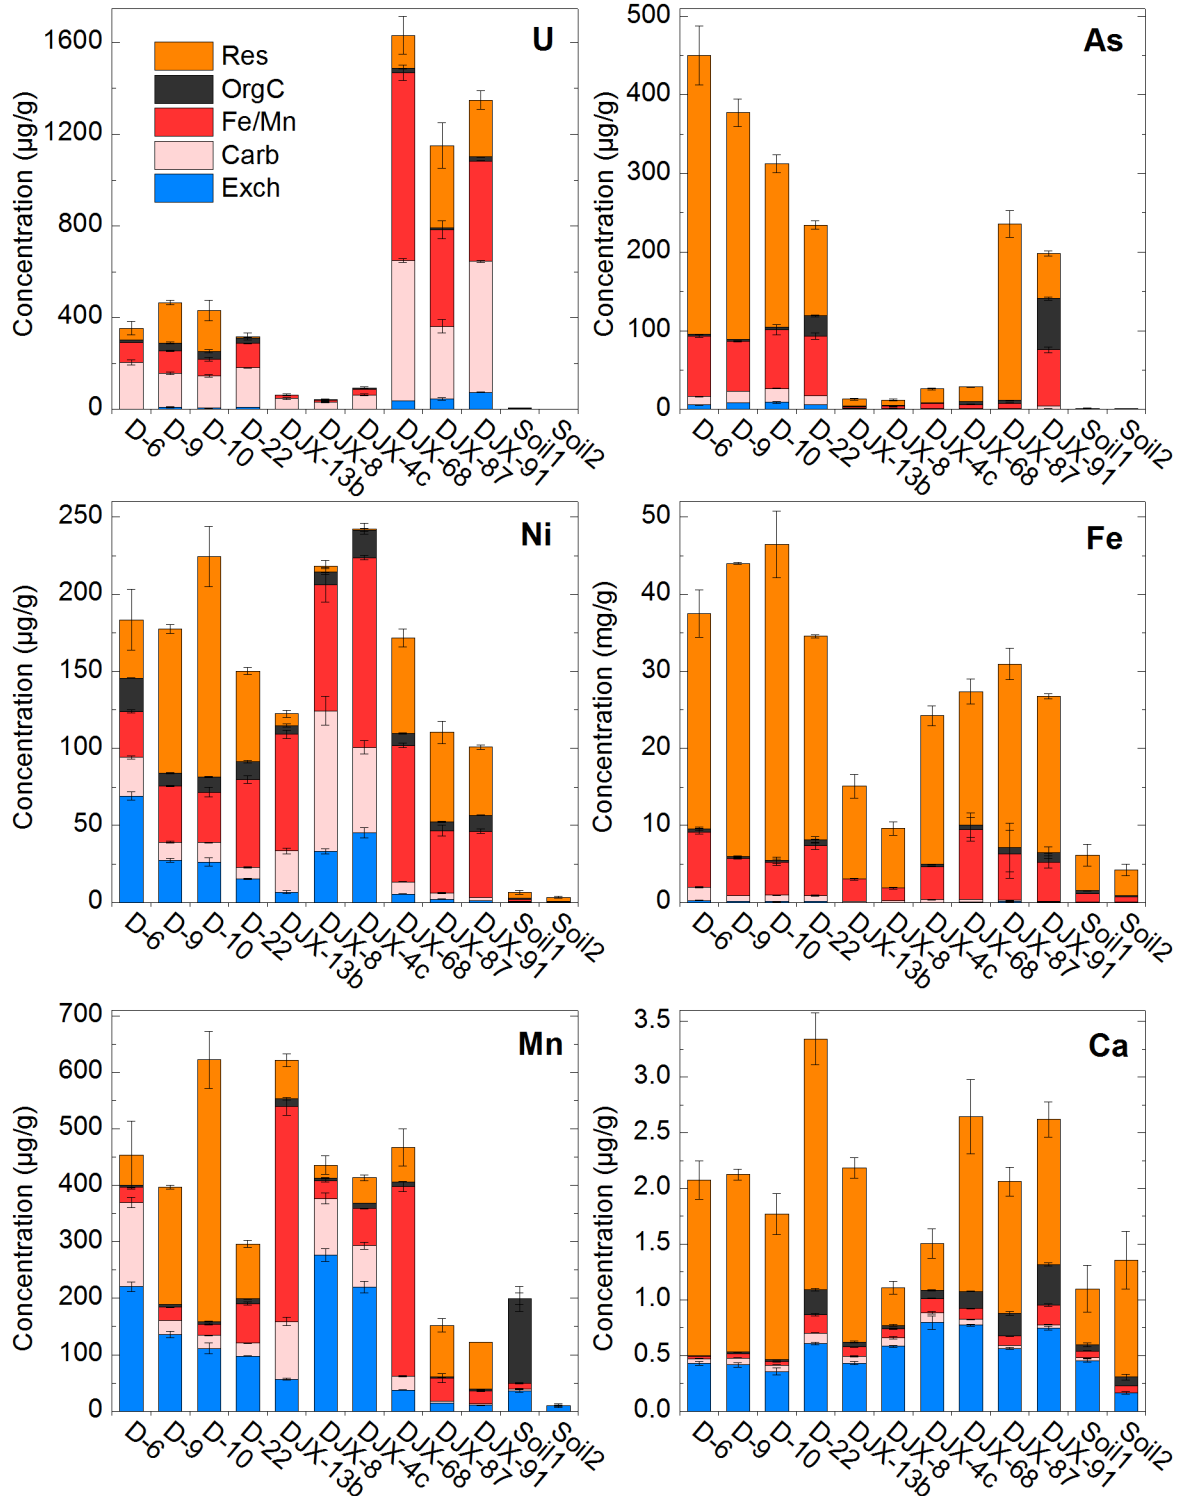 U
Concentration (µg/g)
1600
1200
800
400
0
Res
OrgC
Fe/Mn
Carb
Exch
D-6
D-9
D-10
D-22
DJX-13b
DJX-8
DJX-4c
DJX-68
DJX-87
DJX-91
Soil1
Soil2
As
Concentration (µg/g)
500
400
300
200
100
0
D-6
D-9
D-10
D-22
DJX-13b
DJX-8
DJX-4c
DJX-68
DJX-87
DJX-91
Soil1
Soil2
Ni
Concentration (µg/g)
250
200
150
100
50
0
D-6
D-9
D-10
D-22
DJX-13b
DJX-8
DJX-4c
DJX-68
DJX-87
DJX-91
Soil1
Soil2
Fe
Concentration (mg/g)
50
40
30
20
10
0
D-6
D-9
D-10
D-22
DJX-13b
DJX-8
DJX-4c
DJX-68
DJX-87
DJX-91
Soil1
Soil2
Mn
Concentration (µg/g)
700
600
500
400
300
200
100
0
D-6
D-9
D-10
D-22
DJX-13b
DJX-8
DJX-4c
DJX-68
DJX-87
DJX-91
Soil1
Soil2
Ca
Concentration (µg/g)
3.5
3.0
2.5
2.0
1.5
1.0
0.5
0.0
D-6
D-9
D-10
D-22
DJX-13b
DJX-8
DJX-4c
DJX-68
DJX-87
DJX-91
Soil1
Soil2